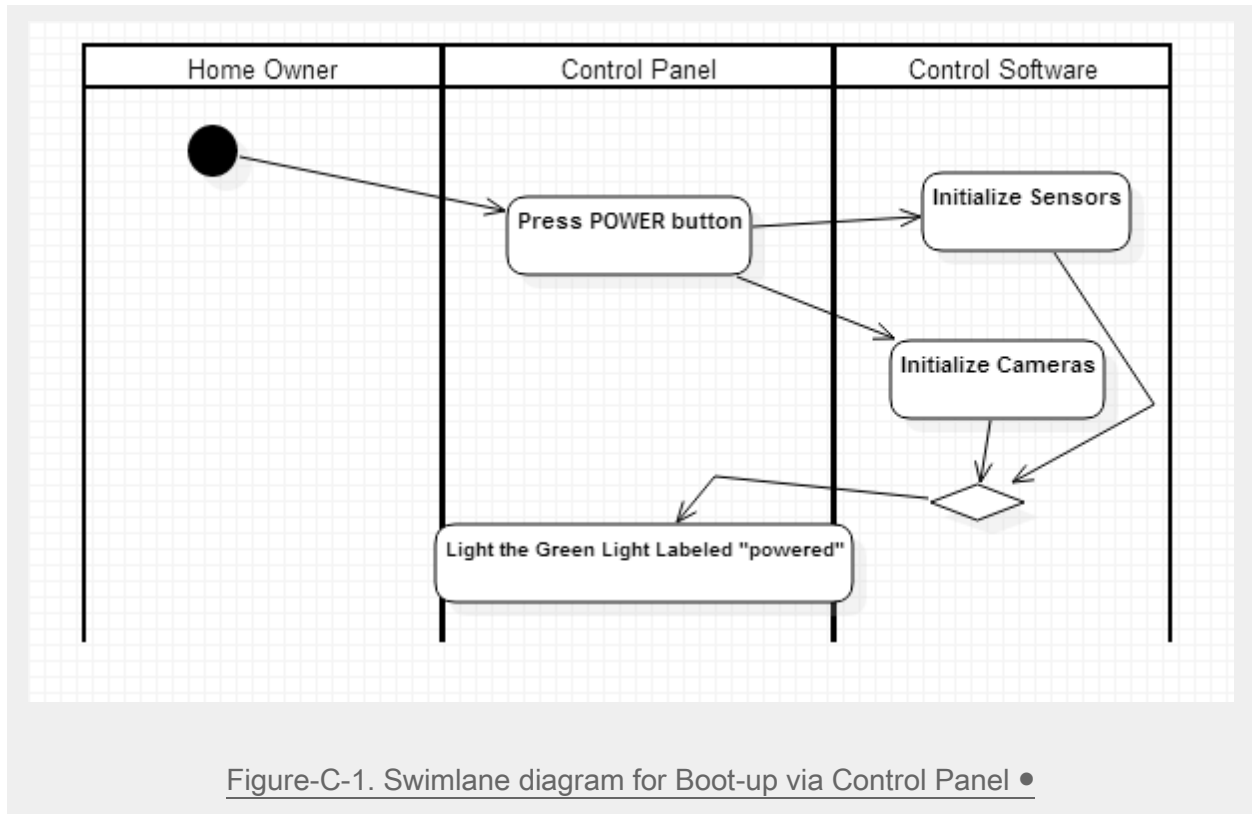 Home Owner
Control Panel
Control Software
Press POWER button
Initialize Sensors
Initialize Cameras
Light the Green Light Labeled "powered"
Figure-C-1. Swimlane diagram for Boot-up via Control Panel ●